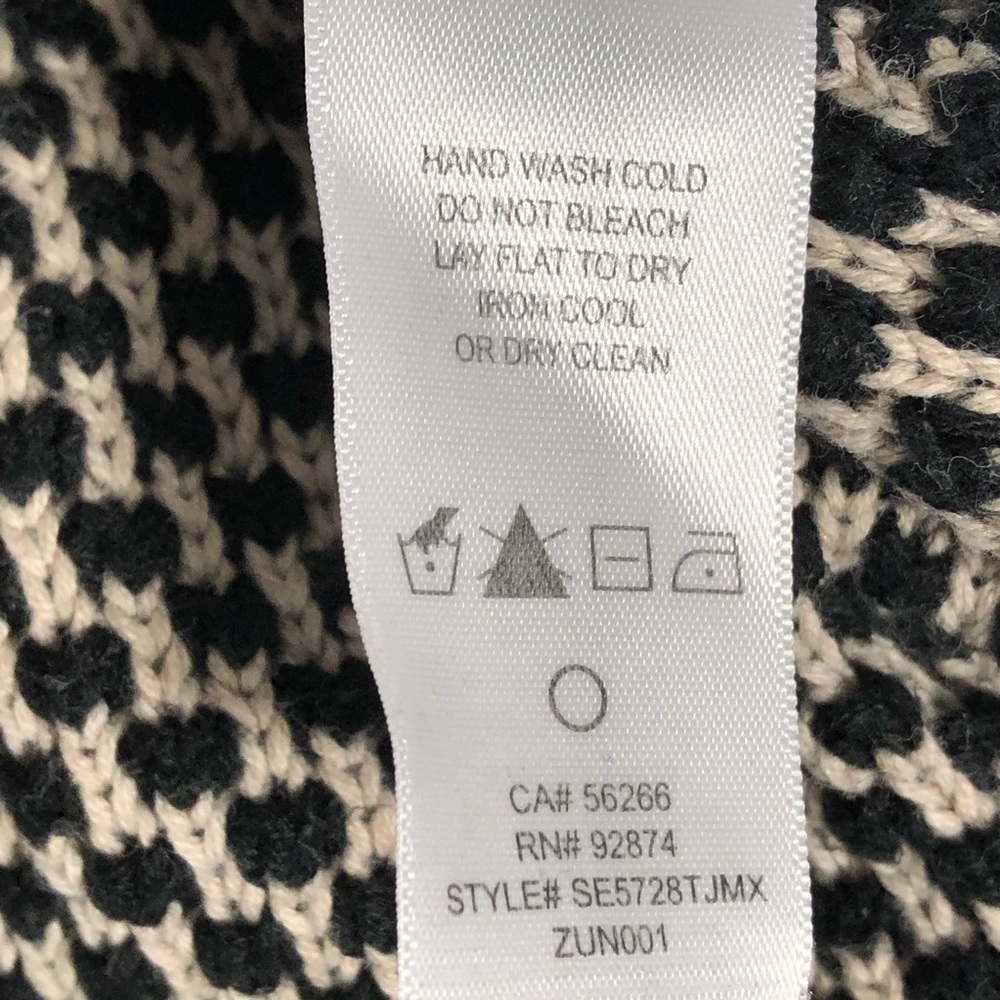 HAND WASH COLD
DO NOT BLEACH
LAY FLAT TO DRY
IRON COOL
OR DRY CLEAN
CA# 56266
RN# 92874
STYLE# SE5728TJMX
ZUN001